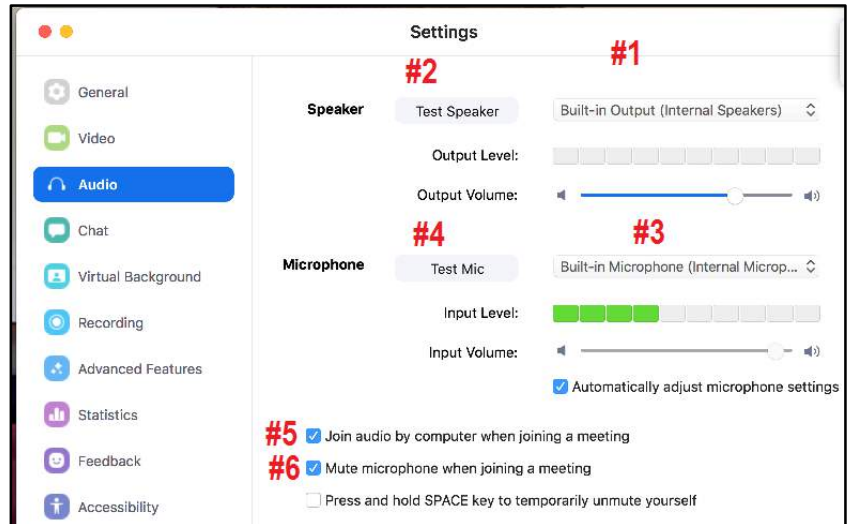 Settings
#1
#2
General
Speaker Test Speaker Built-in Output (Internal Speakers)
Video
Output Level:
Audio
Output Volume:
#4 #3
Chat
Microphone Test Mic Built-in Microphone (Internal Microp...
Virtual Background
Input Level:
Recording
Input Volume:
Advanced Features
Automatically adjust microphone settings
Statistics
#5 Join audio by computer when joining a meeting
Feedback
#6 Mute microphone when joining a meeting
Press and hold SPACE key to temporarily unmute yourself
Accessibility